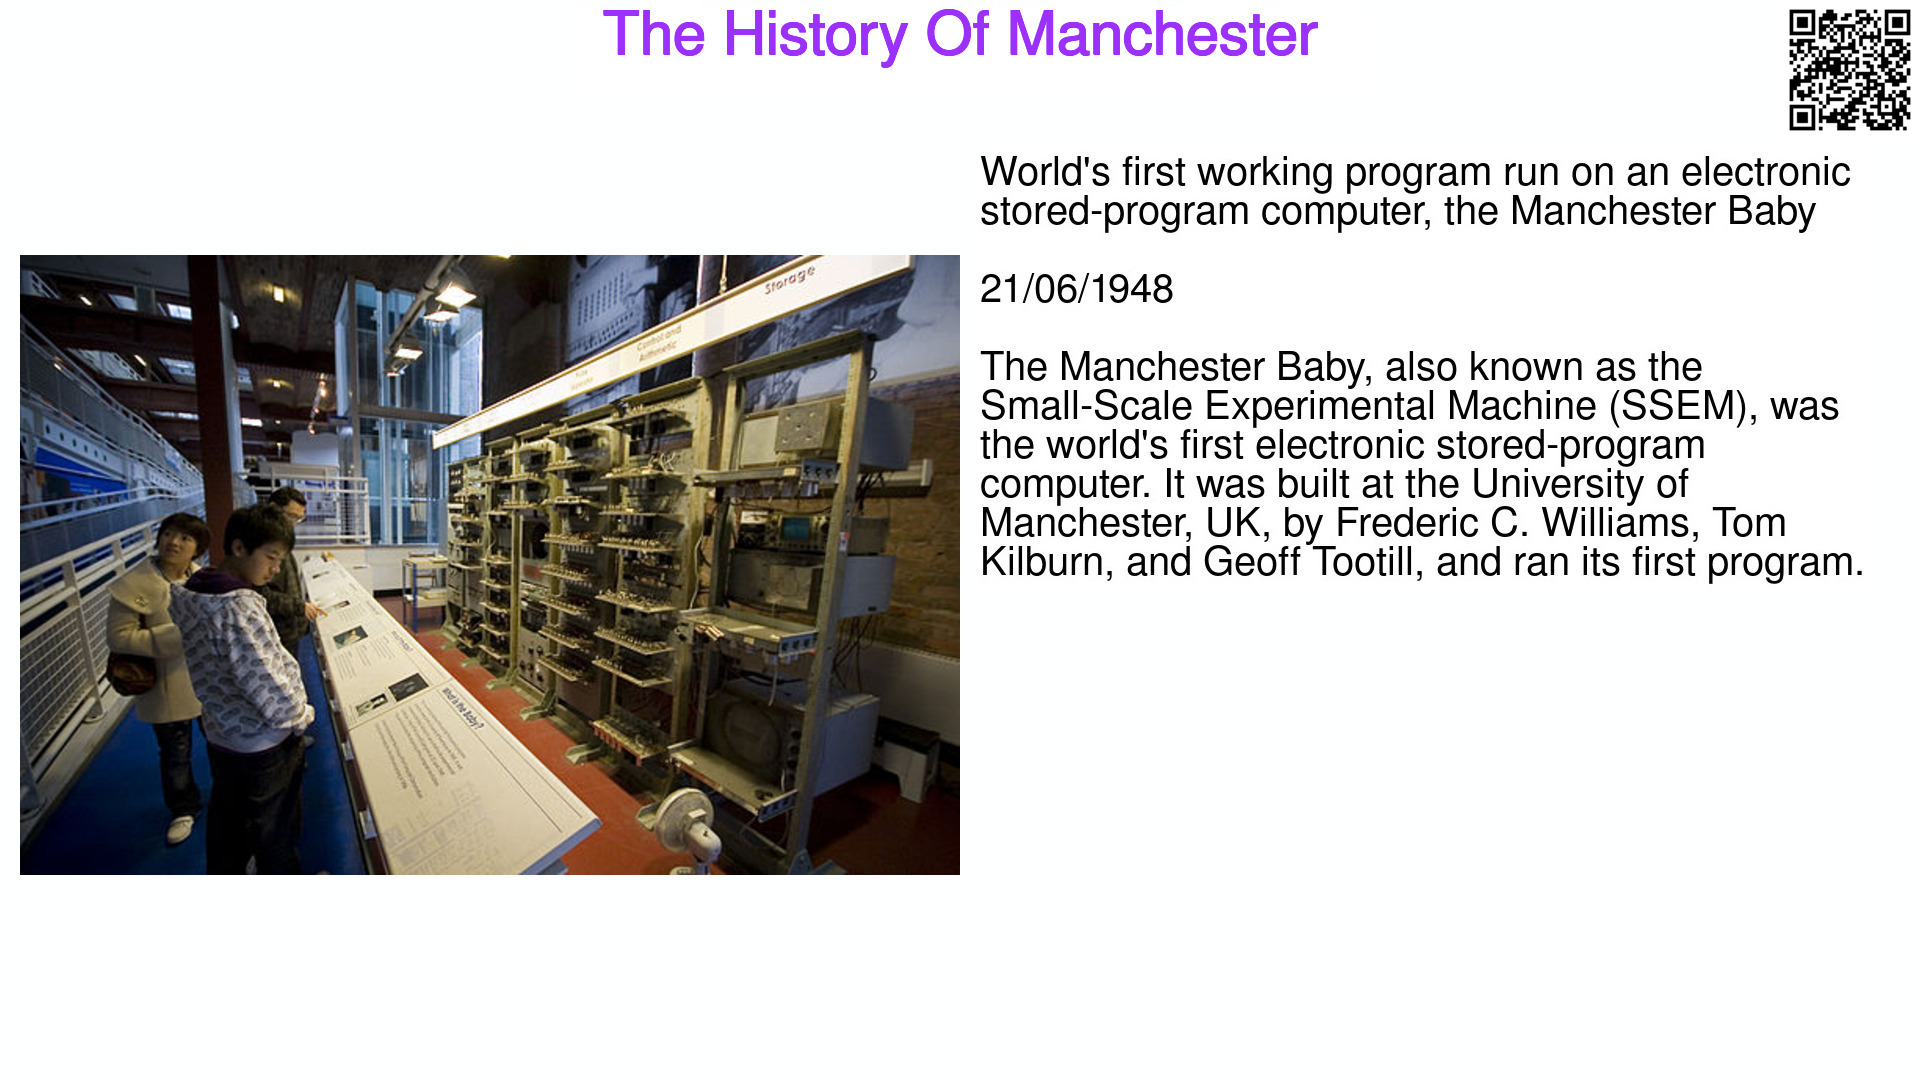 The History Of Manchester
World's first working program run on an electronic
stored-program computer, the Manchester Baby
21/06/1948
The Manchester Baby, also known as the
Small-Scale Experimental Machine (SSEM), was
the world's first electronic stored-program
computer. It was built at the University of
Manchester, UK, by Frederic C. Williams, Tom
Kilburn, and Geoff Tootill, and ran its first program.
Storage
Control and
Arithmetic
What is the Baby?